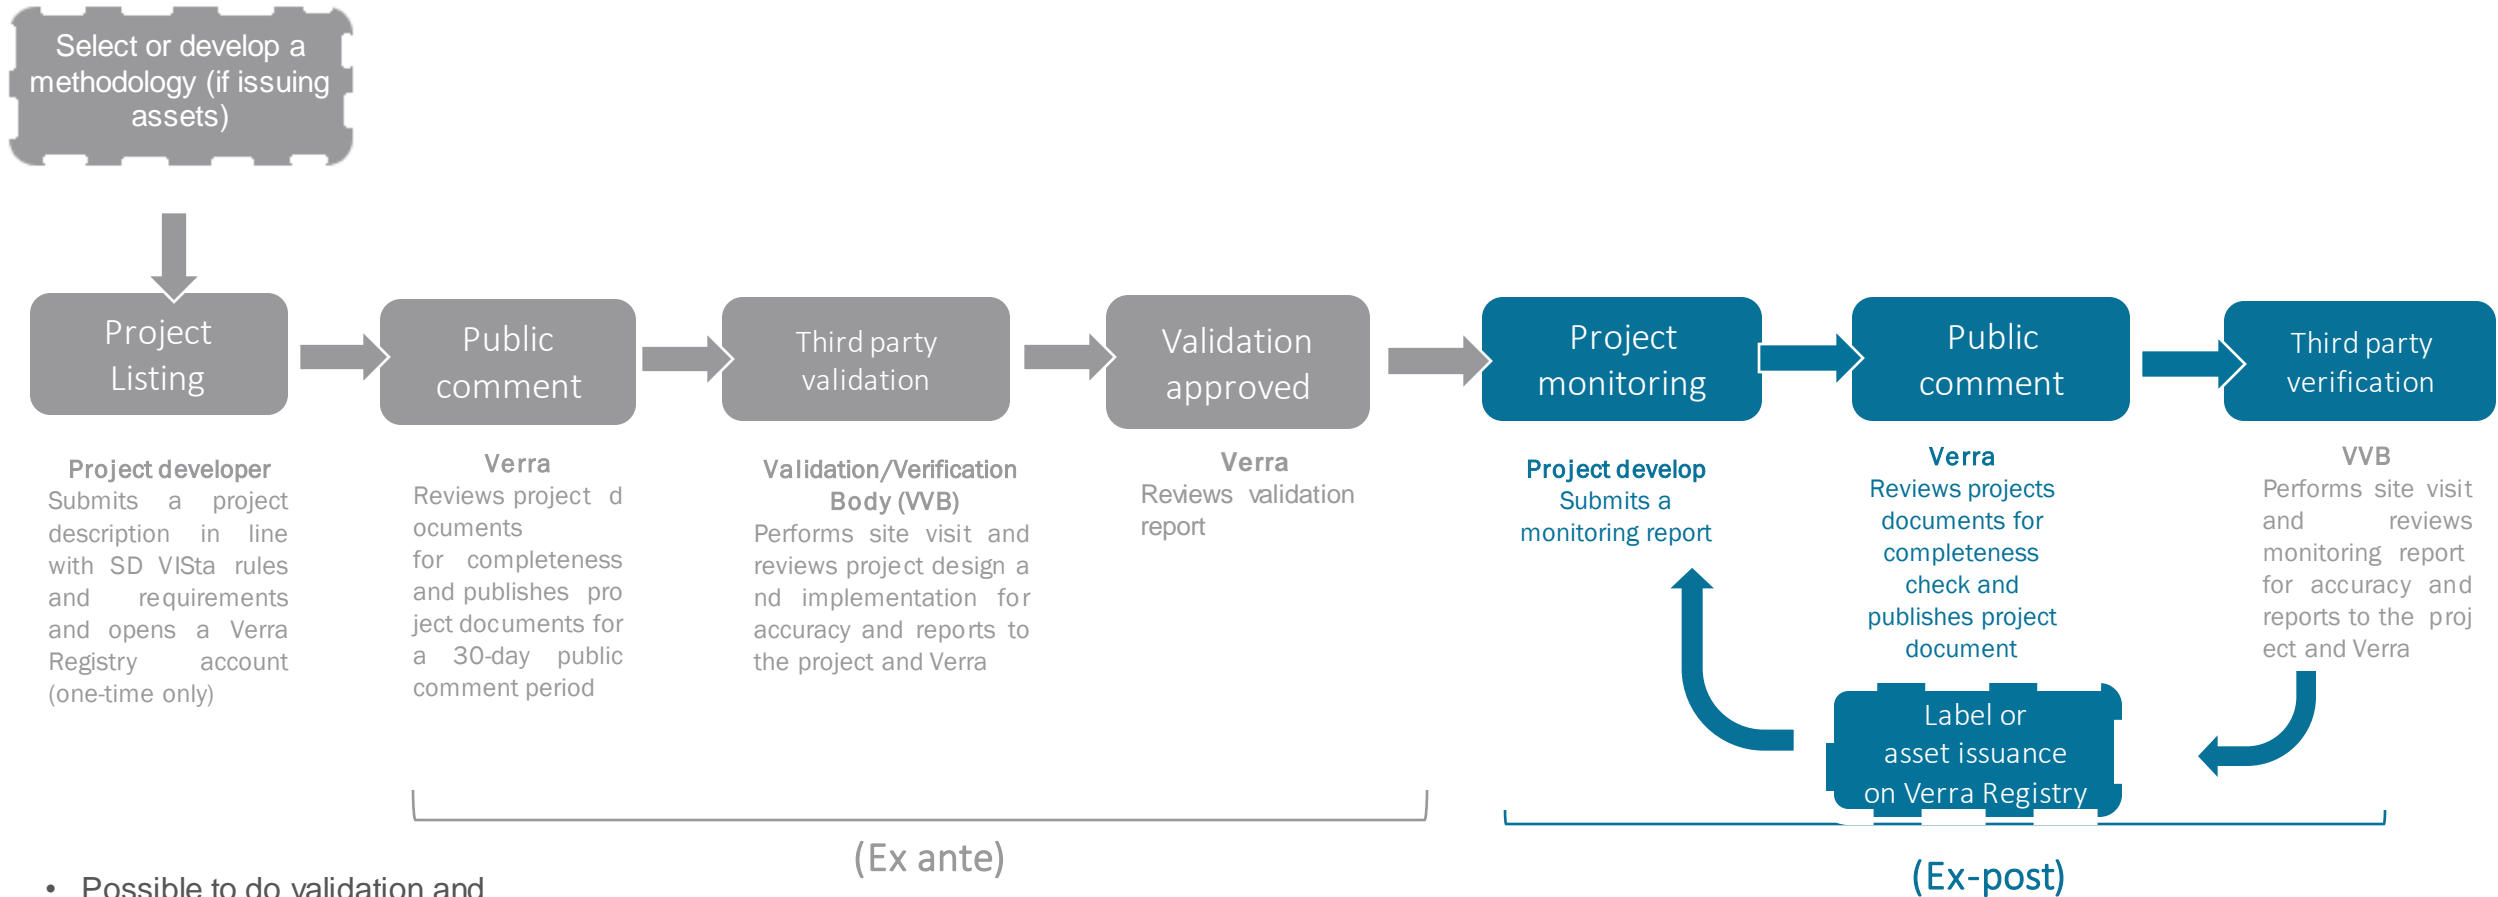 Select or develop a
methodology (if issuing
assets)
Project
Listing
Public
comment
Third party
validation
Validation
approved
Project
monitoring
Public
comment
Third party
verification
Project developer
Submits a project
description in line
with SD VISta rules
and requirements
and opens a Verra
Registry account
(one-time only)
Verra
Reviews project d
ocuments
for completeness
and publishes pro
ject documents for
a 30-day public
comment period
Validation/Verification
Body (VVB)
Performs site visit and
reviews project design a
nd implementation for
accuracy and reports to
the project and Verra
Verra
Reviews validation
report
Project develop
Submits a
monitoring report
Verra
Reviews projects
documents for
completeness
check and
publishes project
document
VVB
Performs site visit
and reviews
monitoring report
for accuracy and
reports to the proj
ect and Verra
Label or
asset issuance
on Verra Registry
(Ex ante)
(Ex-post)
• Possible to do validation and